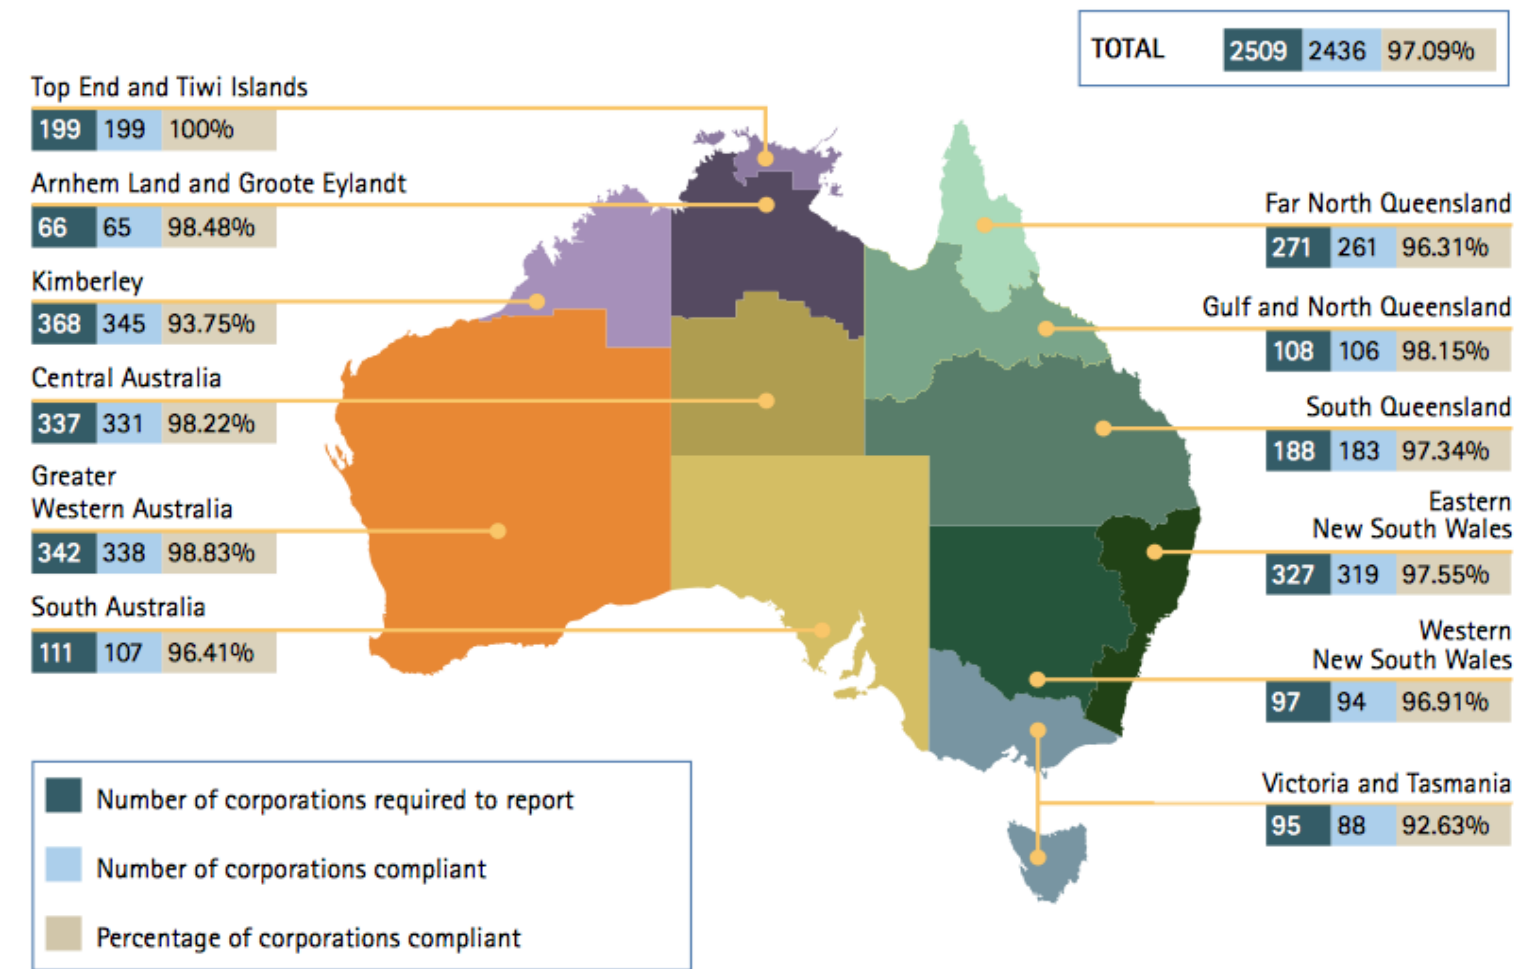 TOTAL 2509 2436 97.09%
Top End and Tiwi Islands
199 199 100%
Arnhem Land and Groote Eylandt
66 65 98.48%
Kimberley
368 345 93.75%
Central Australia
337 331 98.22%
Greater
Western Australia
342 338 98.83%
South Australia
111 107 96.41%
Far North Queensland
271 261 96.31%
Gulf and North Queensland
108 106 98.15%
South Queensland
188 183 97.34%
Eastern
New South Wales
327 319 97.55%
Western
New South Wales
97 94 96.91%
Victoria and Tasmania
95 88 92.63%
Number of corporations required to report
Number of corporations compliant
Percentage of corporations compliant